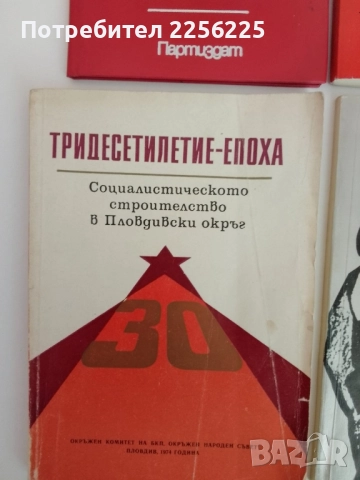 Потребител 2256225
Партиздат
ТРИДЕСЕТИЛЕТИЕ-ЕПОХА
Социалистическото
строителство
в Пловдивски окръг
30
ОКРЪЖЕН КОМИТЕТ НА БКП, ОКРЪЖЕН НАРОДЕН СЪВЕТ
ПЛОВДИВ, 1974 ГОДИНА
bazar